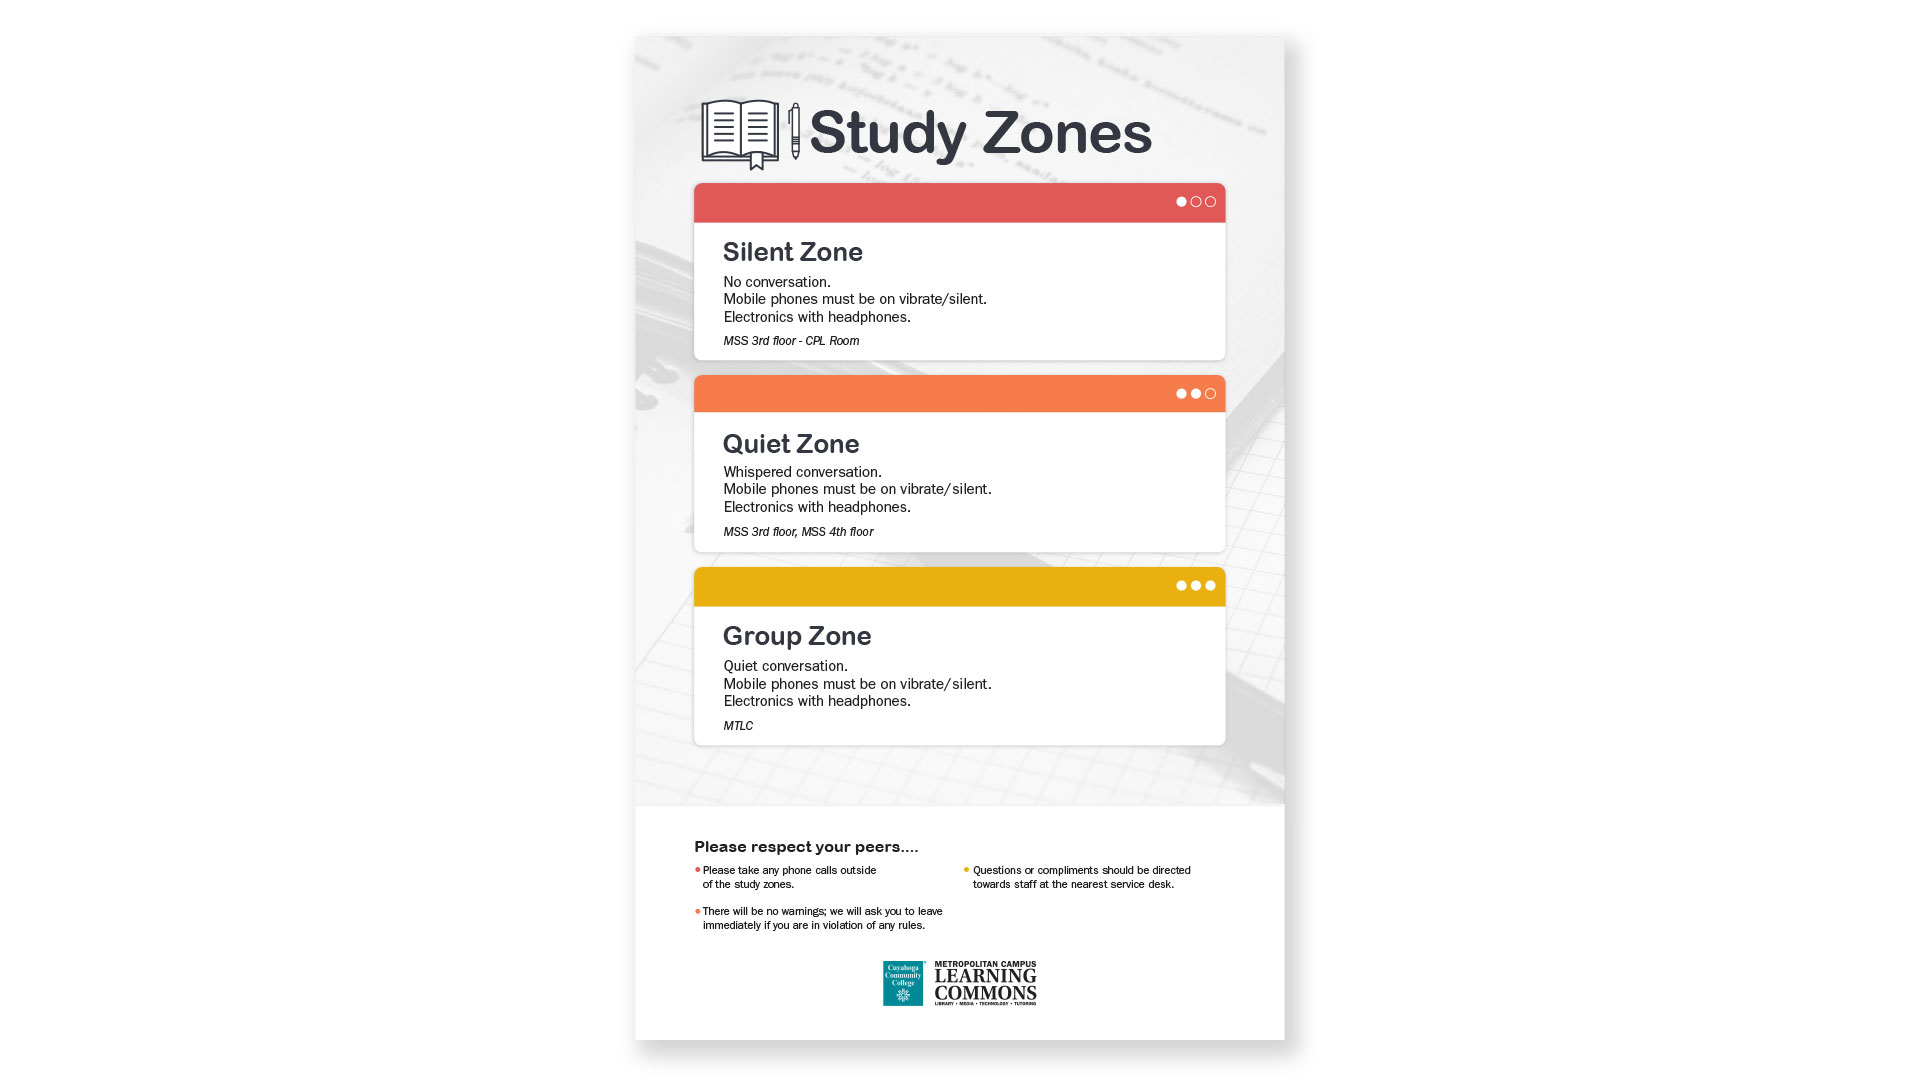 Study Zones
Silent Zone
No conversation.
Mobile phones must be on vibrate/silent.
Electronics with headphones.
MSS 3rd floor - CPL Room
Quiet Zone
Whispered conversation.
Mobile phones must be on vibrate/silent.
Electronics with headphones.
MSS 3rd floor, MSS 4th floor
Group Zone
Quiet conversation.
Mobile phones must be on vibrate/silent.
Electronics with headphones.
MTLC
Please respect your peers....
Please take any phone calls outside
of the study zones.
There will be no warnings; we will ask you to leave
immediately if you are in violation of any rules.
Questions or compliments should be directed
towards staff at the nearest service desk.
Cuyahoga
Community
College
METROPOLITAN CAMPUS
LEARNING
COMMONS
LIBRARY • MEDIA • TECHNOLOGY • TUTORING